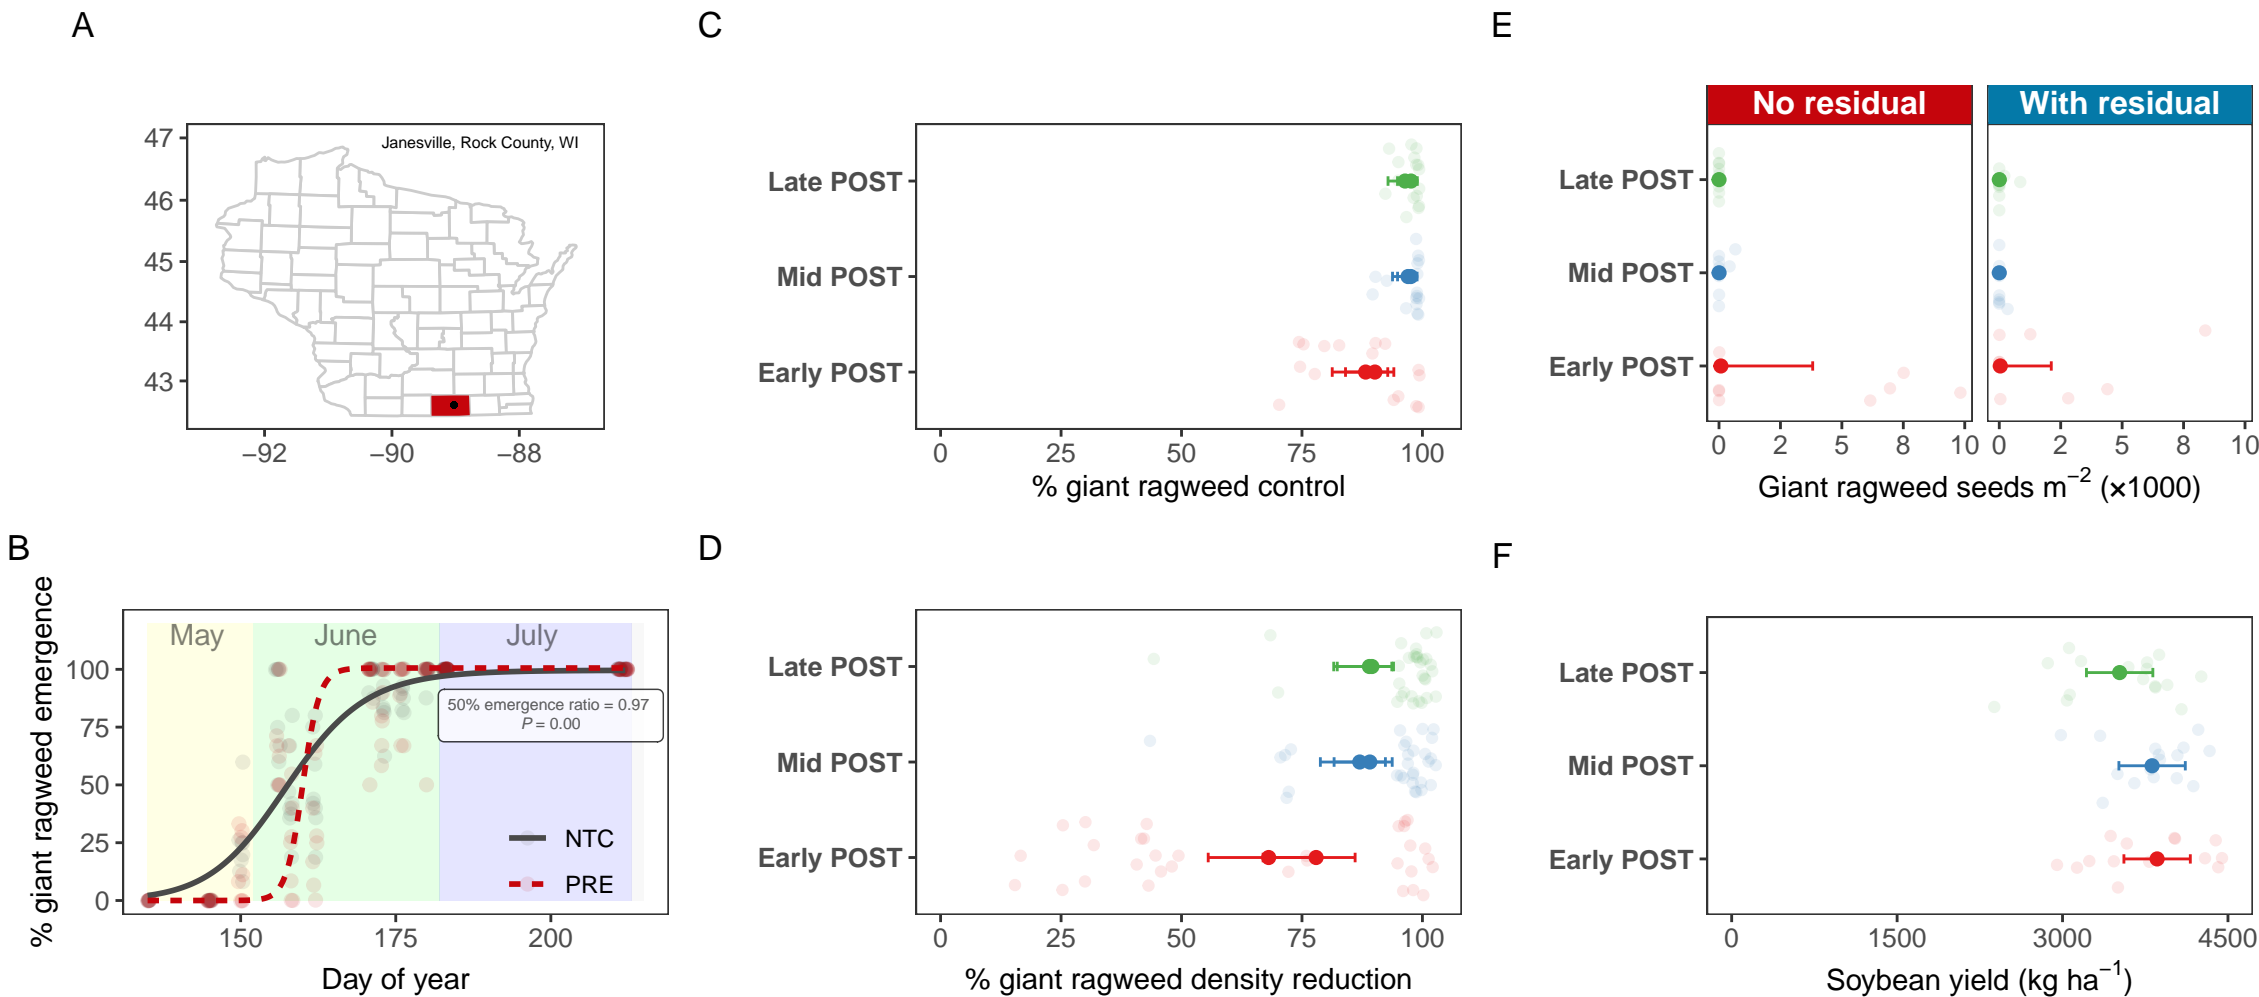 A
47
46
45
44
43
Janesville, Rock County, WI
−92
−90
−88
B
% giant ragweed emergence
100
75
50
25
0
May
June
July
50% emergence ratio = 0.97
P = 0.00
NTC
PRE
150
175
200
Day of year
C
Late POST
Mid POST
Early POST
0
25
50
75
100
% giant ragweed control
D
Late POST
Mid POST
Early POST
0
25
50
75
100
% giant ragweed density reduction
E
No residual
With residual
Late POST
Mid POST
Early POST
0
2
5
8
10
0
2
5
8
10
Giant ragweed seeds m⁻² (×1000)
F
Late POST
Mid POST
Early POST
0
1500
3000
4500
Soybean yield (kg ha⁻¹)